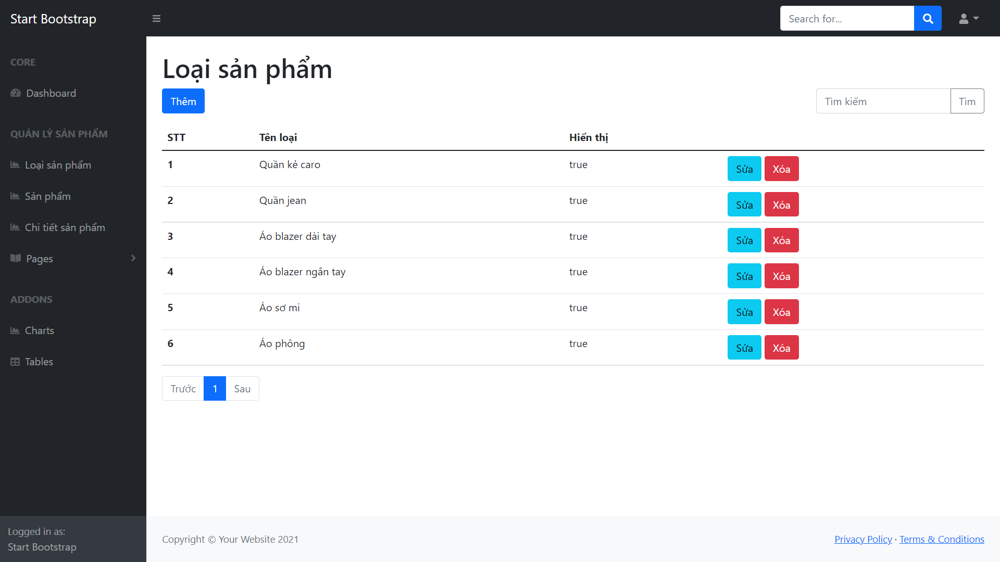 Start Bootstrap
Search for...
CORE
Dashboard
QUẢN LÝ SẢN PHẨM
Loại sản phẩm
Sản phẩm
Chi tiết sản phẩm
Pages
ADDONS
Charts
Tables
Logged in as:
Start Bootstrap
Loại sản phẩm
Thêm
Tìm kiếm Tìm
STT Tên loại Hiển thị
1 Quần kẻ caro true Sửa Xóa
2 Quần jean true Sửa Xóa
3 Áo blazer dài tay true Sửa Xóa
4 Áo blazer ngắn tay true Sửa Xóa
5 Áo sơ mi true Sửa Xóa
6 Áo phông true Sửa Xóa
Trước 1 Sau
Copyright © Your Website 2021
Privacy Policy · Terms & Conditions